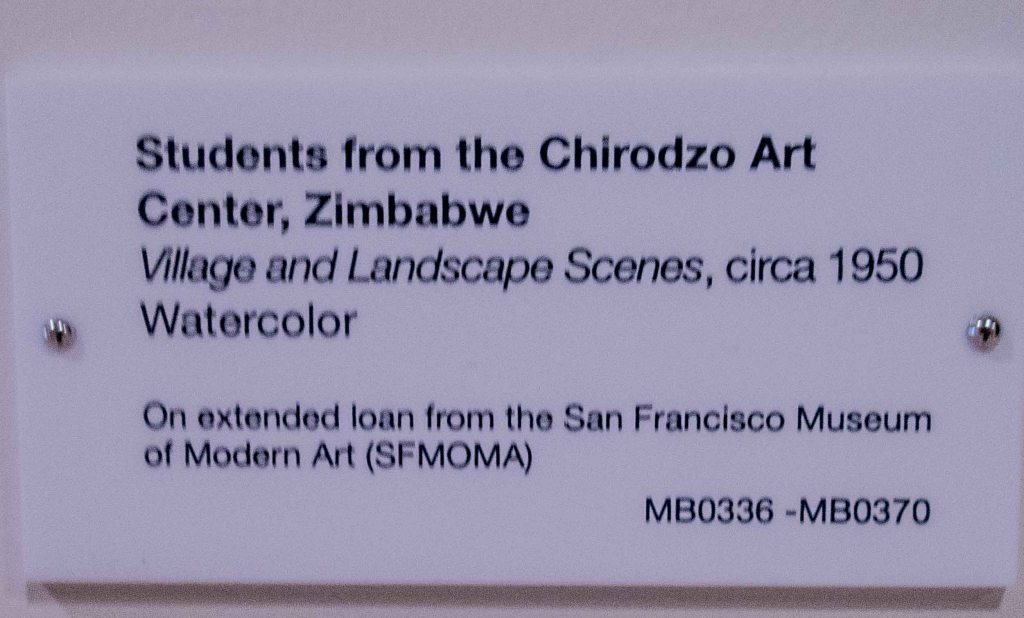 Students from the Chirodzo Art
Center, Zimbabwe
Village and Landscape Scenes, circa 1950
Watercolor
On extended loan from the San Francisco Museum
of Modern Art (SFMOMA)
MB0336 -MB0370